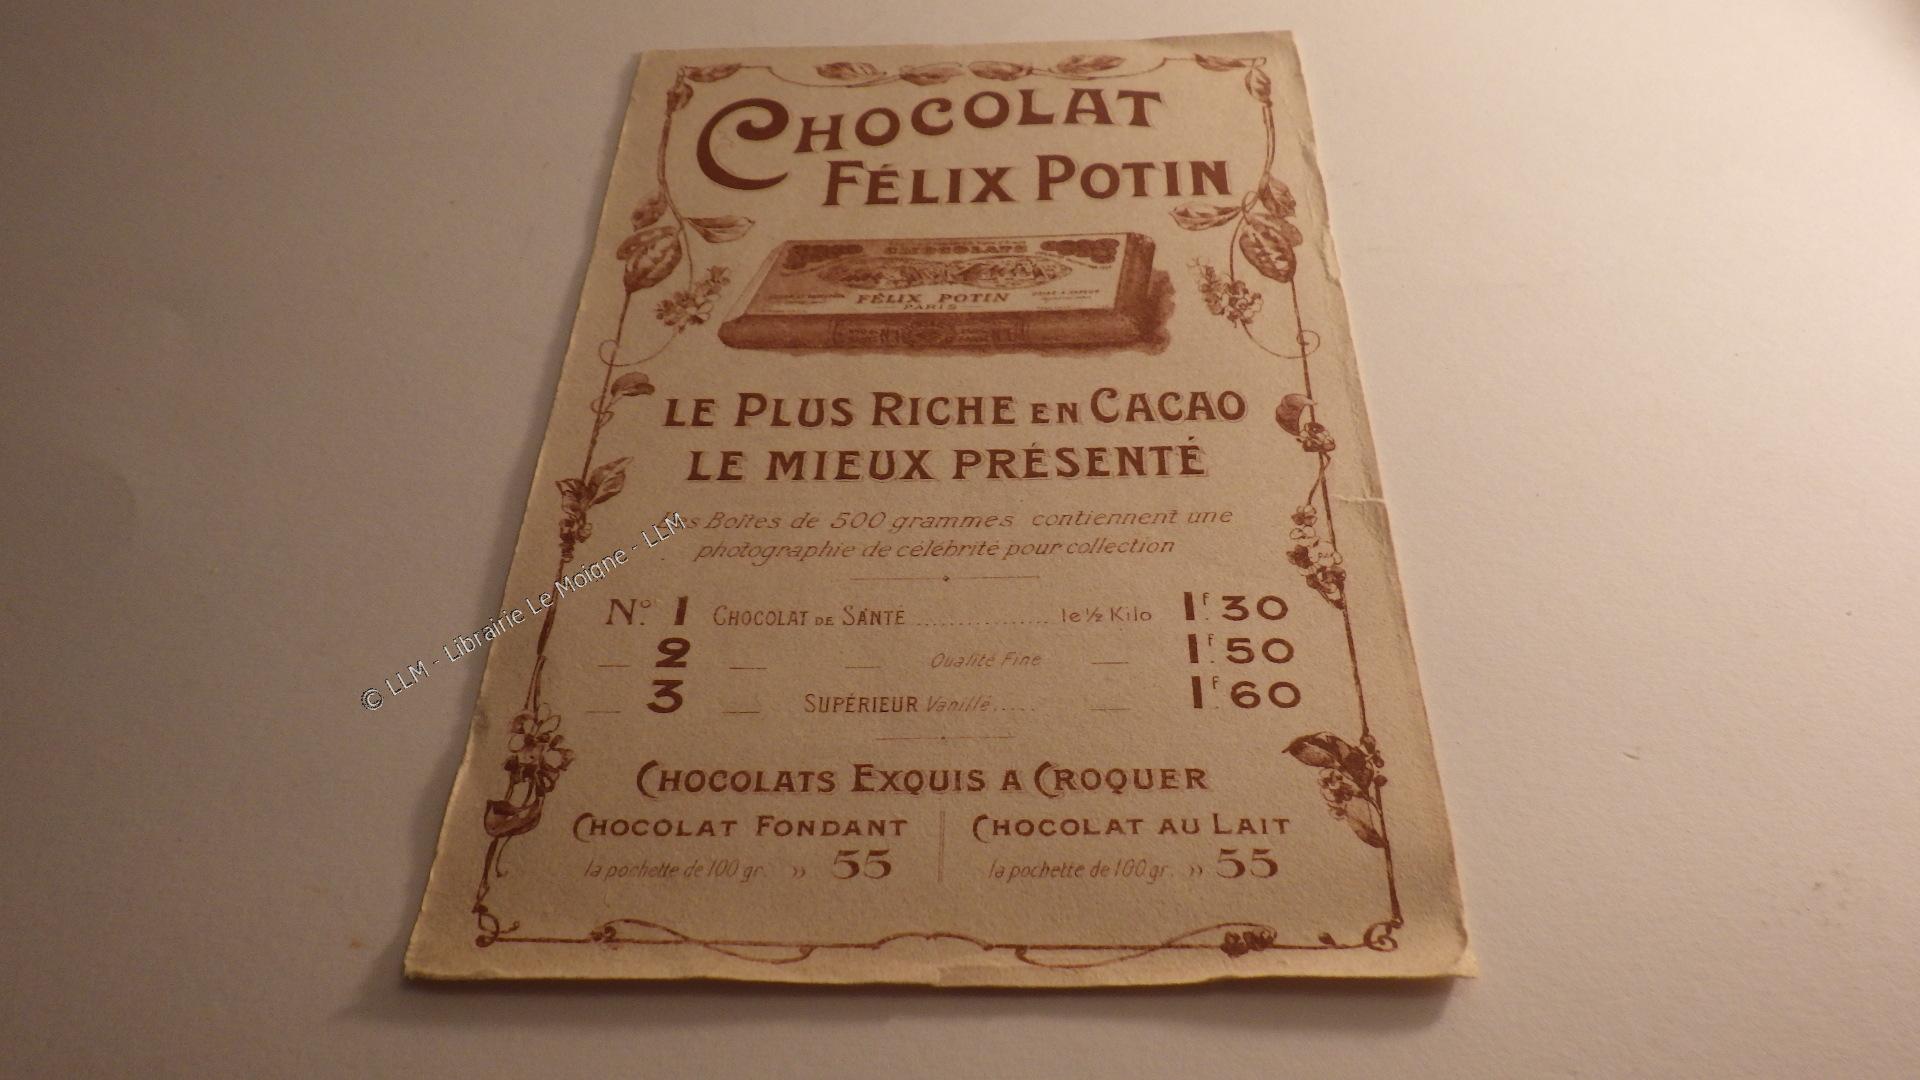 CHOCOLAT
FÉLIX POTIN
CHOCOLATS
FÉLIX POTIN
PARIS
LE PLUS RICHE EN CACAO
LE MIEUX PRÉSENTÉ
Les Boîtes de 500 grammes contiennent une
photographie de célébrité pour collection
N° 1 CHOCOLAT DE SANTÉ ............... le ½ Kilo 1F.30
— 2 — — Qualité Fine — 1F.50
— 3 — SUPÉRIEUR Vanillé..... — 1F.60
CHOCOLATS EXQUIS A CROQUER
CHOCOLAT FONDANT
la pochette de 100 gr. » 55
CHOCOLAT AU LAIT
la pochette de 100 gr. » 55
© LLM - Librairie Le Moigne - LLM